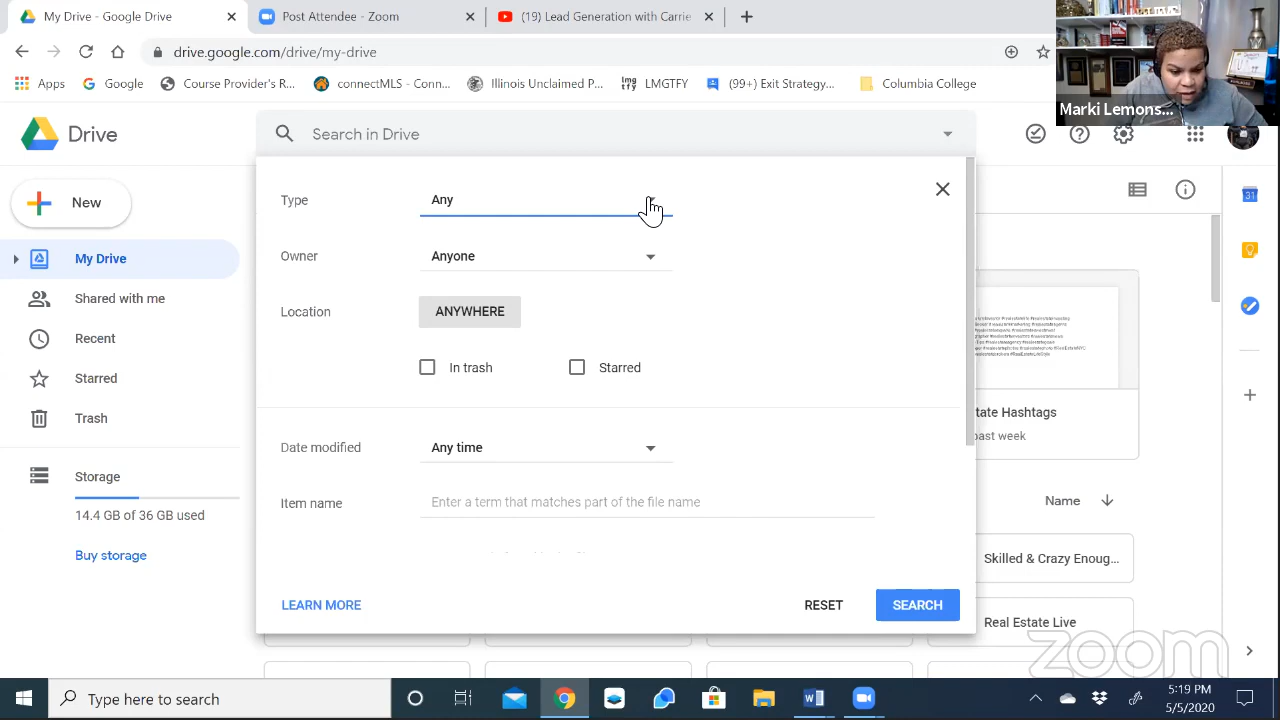 My Drive - Google Drive
Post Attendee - Zoom
(13) Lead Generation with Carrie
drive.google.com/drive/my-drive
Apps
Google
Course Provider's R...
LMGTFY
(99+) Exit Strategy...
Columbia College
Marki Lemons...
Drive
Search in Drive
New
Type
Any
My Drive
Owner
Anyone
Shared with me
Location
ANYWHERE
Recent
In trash
Starred
Starred
Trash
tate Hashtags
past week
Date modified
Any time
Storage
14.4 GB of 36 GB used
Item name
Enter a term that matches part of the file name
Name
Buy storage
Skilled & Crazy Enoug...
LEARN MORE
RESET
SEARCH
Real Estate Live
zoom
Type here to search
5:19 PM
5/5/2020